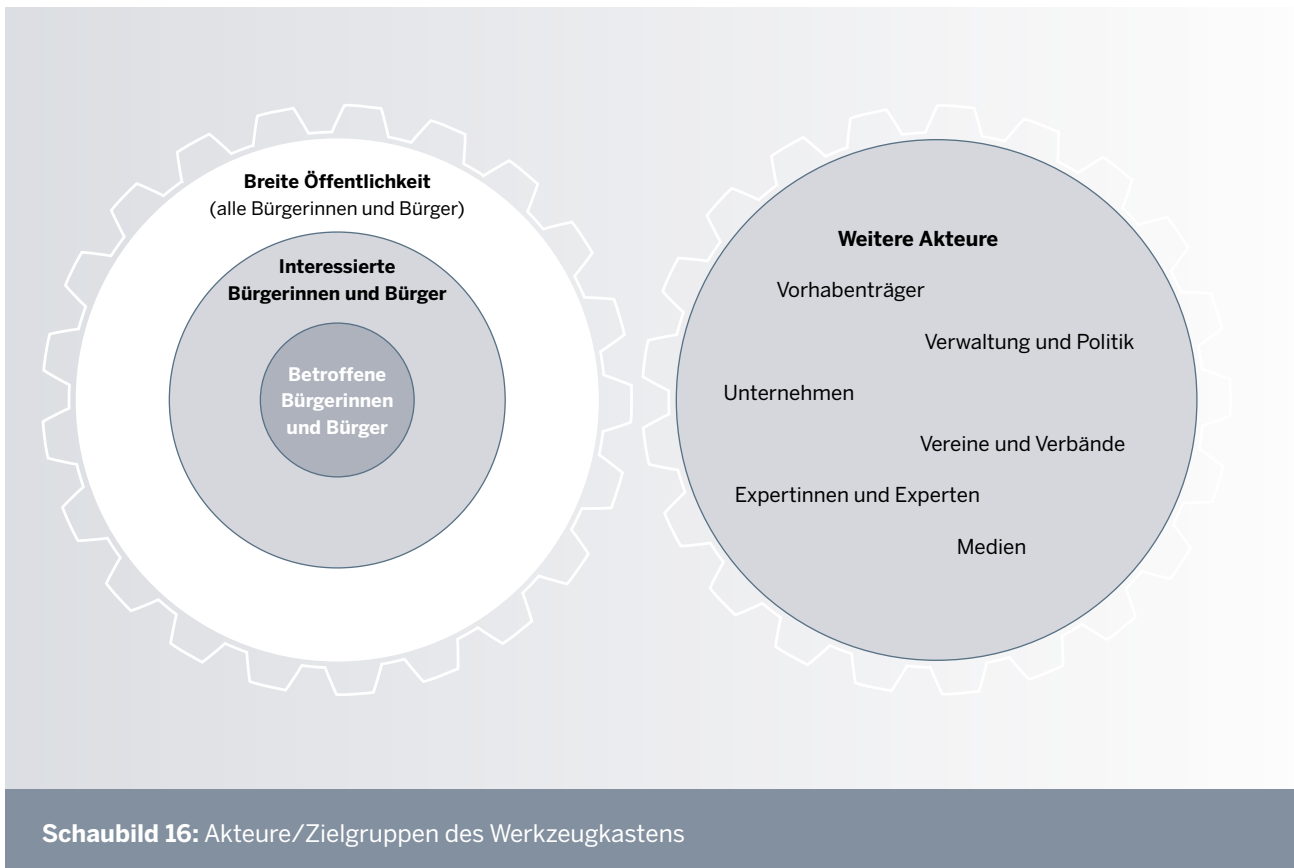 Breite Öffentlichkeit
(alle Bürgerinnen und Bürger)
Interessierte
Bürgerinnen und Bürger
Betroffene
Bürgerinnen
und Bürger
Weitere Akteure
Vorhabenträger
Verwaltung und Politik
Unternehmen
Vereine und Verbände
Expertinnen und Experten
Medien
Schaubild 16: Akteure/Zielgruppen des Werkzeugkastens